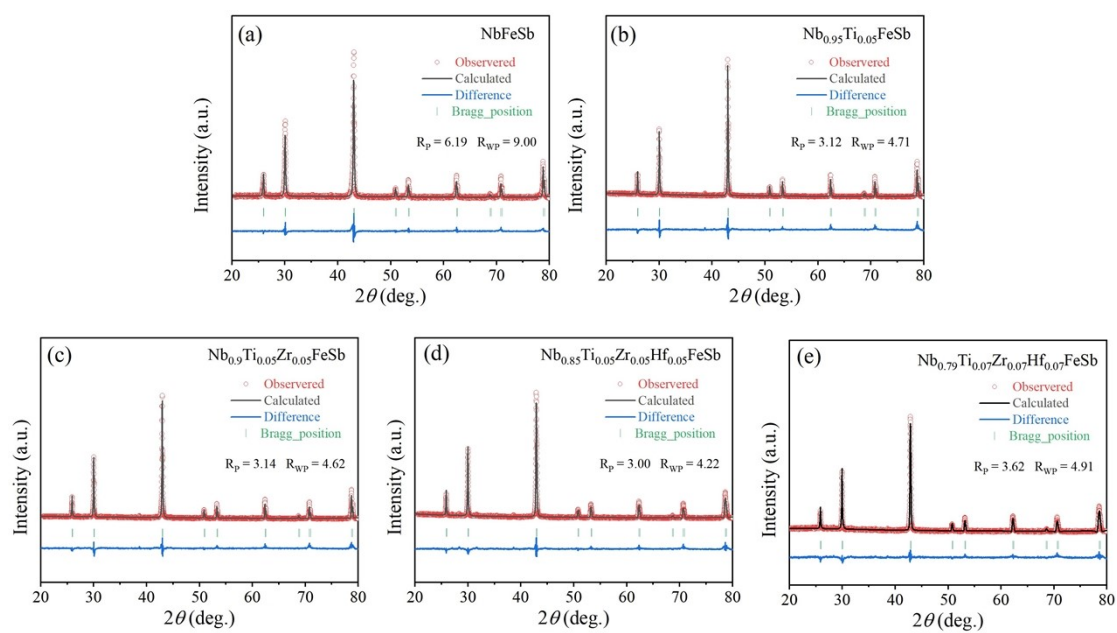 (a) NbFeSb
Observered
Calculated
Difference
Bragg_position
R_P = 6.19 R_WP = 9.00
Intensity (a.u.)
20 30 40 50 60 70 80
2θ (deg.)
(b) Nb0.95Ti0.05FeSb
Observered
Calculated
Difference
Bragg_position
R_P = 3.12 R_WP = 4.71
Intensity (a.u.)
20 30 40 50 60 70 80
2θ (deg.)
(c) Nb0.9Ti0.05Zr0.05FeSb
Observered
Calculated
Difference
Bragg_position
R_P = 3.14 R_WP = 4.62
Intensity (a.u.)
20 30 40 50 60 70 80
2θ (deg.)
(d) Nb0.85Ti0.05Zr0.05Hf0.05FeSb
Observered
Calculated
Difference
Bragg_position
R_P = 3.00 R_WP = 4.22
Intensity (a.u.)
20 30 40 50 60 70 80
2θ (deg.)
(e) Nb0.79Ti0.07Zr0.07Hf0.07FeSb
Observered
Calculated
Difference
Bragg_position
R_P = 3.62 R_WP = 4.91
Intensity (a.u.)
20 30 40 50 60 70 80
2θ (deg.)